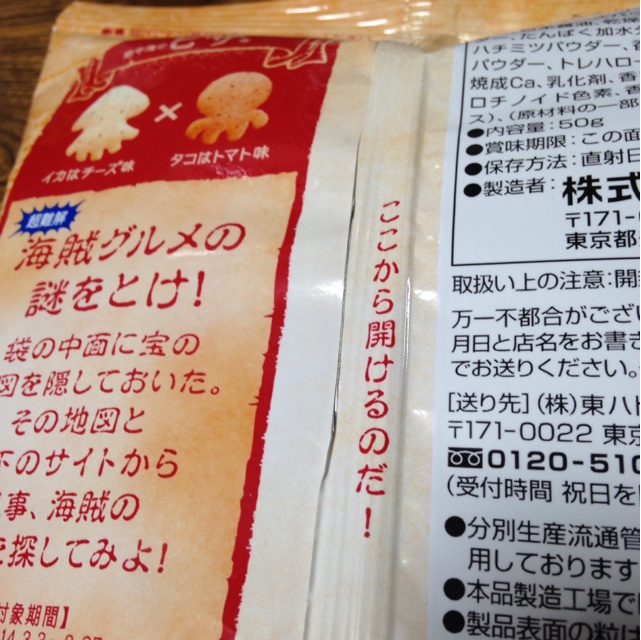 ピザ
×
イカはチーズ味
タコはトマト味
超難解
海賊グルメの
謎をとけ!
袋の中面に宝の
図を隠しておいた。
その地図と
下のサイトから
事、海賊の
を探してみよ!
対象期間】
ここから開けるのだ!
たんぱく加水
ハチミツパウダー、
パウダー、トレハロ
焼成Ca、乳化剤、香
ロチノイド色素、香
ス)、(原材料の一部
●内容量:50g
●賞味期限:この面
●保存方法:直射日
●製造者:株式
〒171-
東京都
取扱い上の注意:開
万一不都合がござい
月日と店名をお書き
でお送りください。
[送り先](株)東ハト
〒171-0022 東京
0120-510
(受付時間 祝日を
●分別生産流通管
用しております
●本品製造工場で
●製品表面の粒は